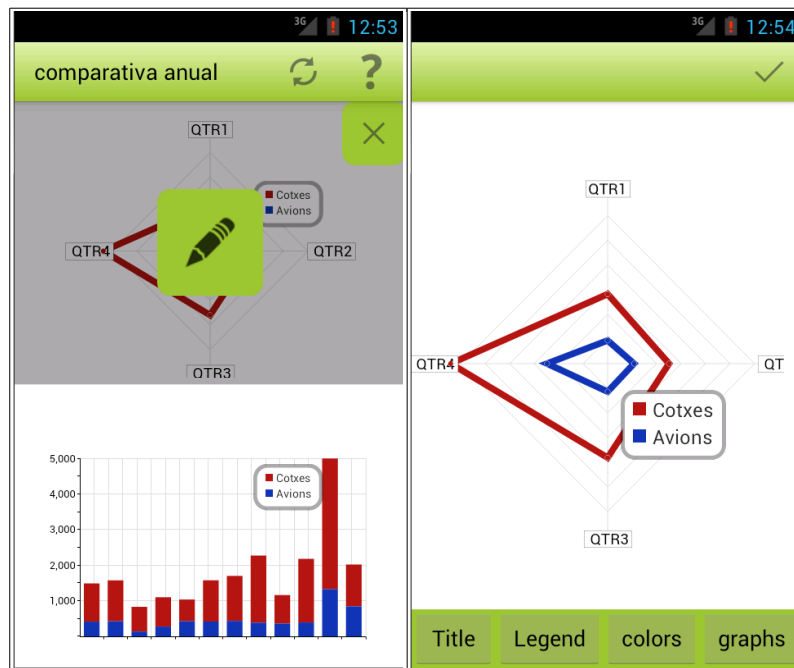 3G 12:53
comparativa anual ?
QTR1
Cotxes
Avions
QTR4
QTR2
QTR3
5,000
Cotxes
4,000
Avions
3,000
2,000
1,000
3G 12:54
QTR1
QTR4
QT
Cotxes
Avions
QTR3
Title Legend colors graphs